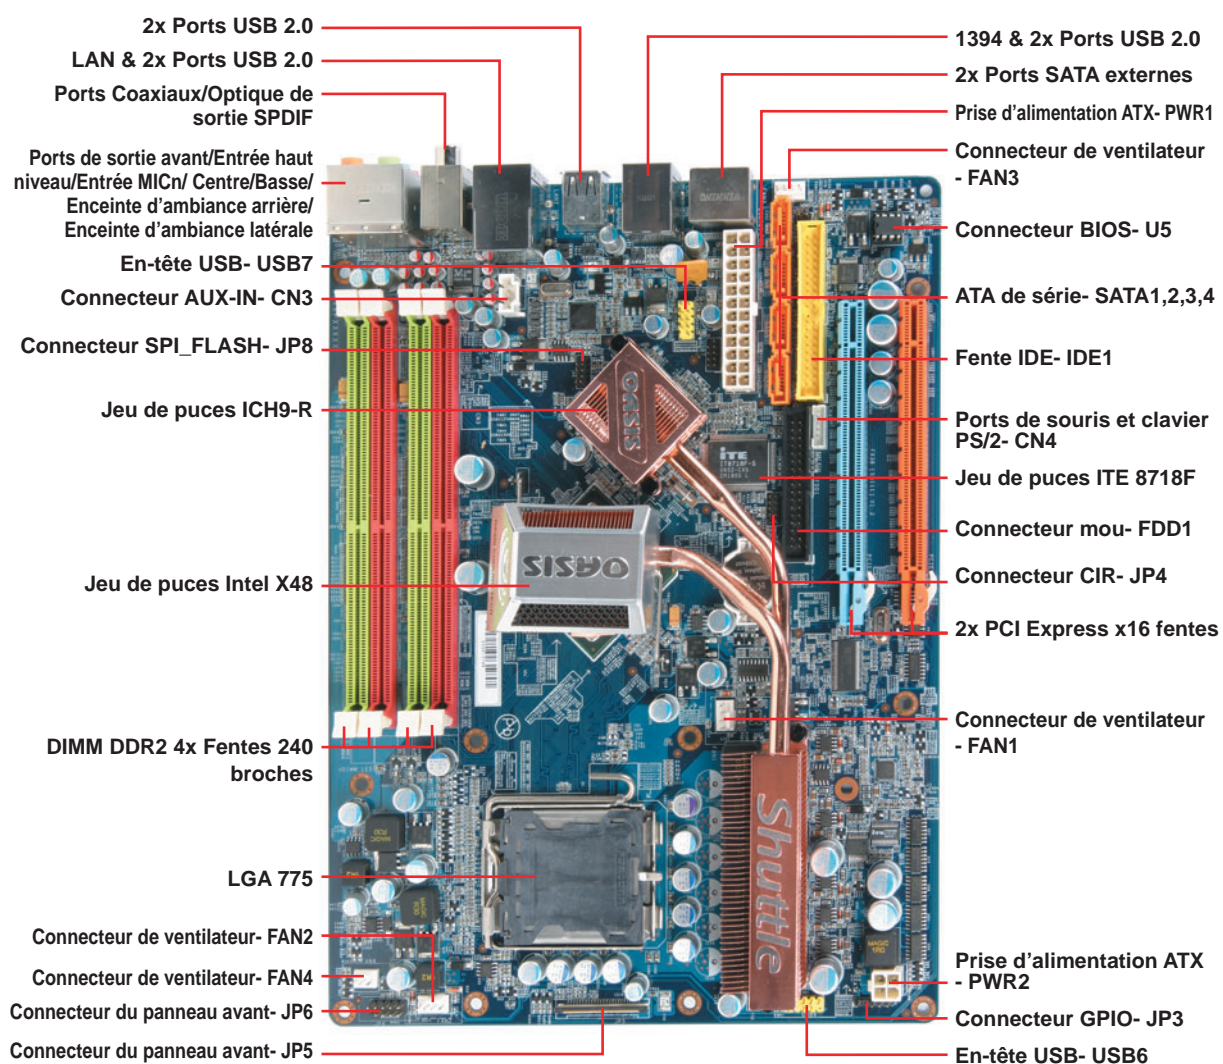 2x Ports USB 2.0
LAN & 2x Ports USB 2.0
Ports Coaxiaux/Optique de
sortie SPDIF
Ports de sortie avant/Entrée haut
niveau/Entrée MICn/ Centre/Basse/
Enceinte d'ambiance arrière/
Enceinte d'ambiance latérale
En-tête USB- USB7
Connecteur AUX-IN- CN3
Connecteur SPI_FLASH- JP8
Jeu de puces ICH9-R
Jeu de puces Intel X48
DIMM DDR2 4x Fentes 240
broches
LGA 775
Connecteur de ventilateur- FAN2
Connecteur de ventilateur- FAN4
Connecteur du panneau avant- JP6
Connecteur du panneau avant- JP5
1394 & 2x Ports USB 2.0
2x Ports SATA externes
Prise d'alimentation ATX- PWR1
Connecteur de ventilateur
- FAN3
Connecteur BIOS- U5
ATA de série- SATA1,2,3,4
Fente IDE- IDE1
Ports de souris et clavier
PS/2- CN4
Jeu de puces ITE 8718F
Connecteur mou- FDD1
Connecteur CIR- JP4
2x PCI Express x16 fentes
Connecteur de ventilateur
- FAN1
Prise d'alimentation ATX
- PWR2
Connecteur GPIO- JP3
En-tête USB- USB6
OASIS
OASIS
iTE
IT8718F-S
Shuttle
MAGIC
MAGIC
MAGIC